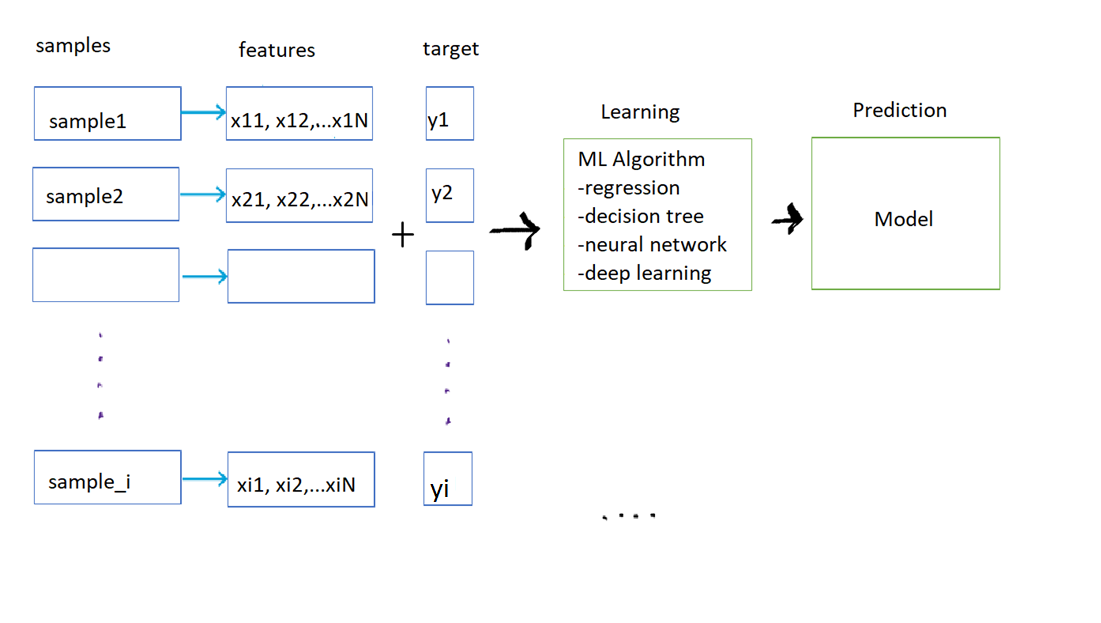 samples
features
target
sample1
x11, x12,...x1N
y1
sample2
x21, x22,...x2N
y2
+
sample_i
xi1, xi2,...xiN
yi
Learning
ML Algorithm
-regression
-decision tree
-neural network
-deep learning
Prediction
Model